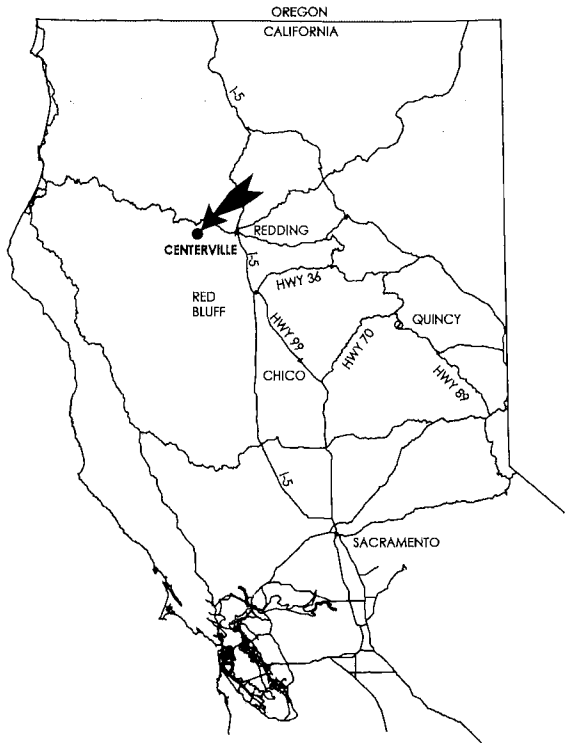 OREGON
CALIFORNIA
I-5
REDDING
CENTERVILLE
I-5
HWY 36
RED
BLUFF
HWY 99
QUINCY
HWY 70
CHICO
HWY 89
I-5
SACRAMENTO